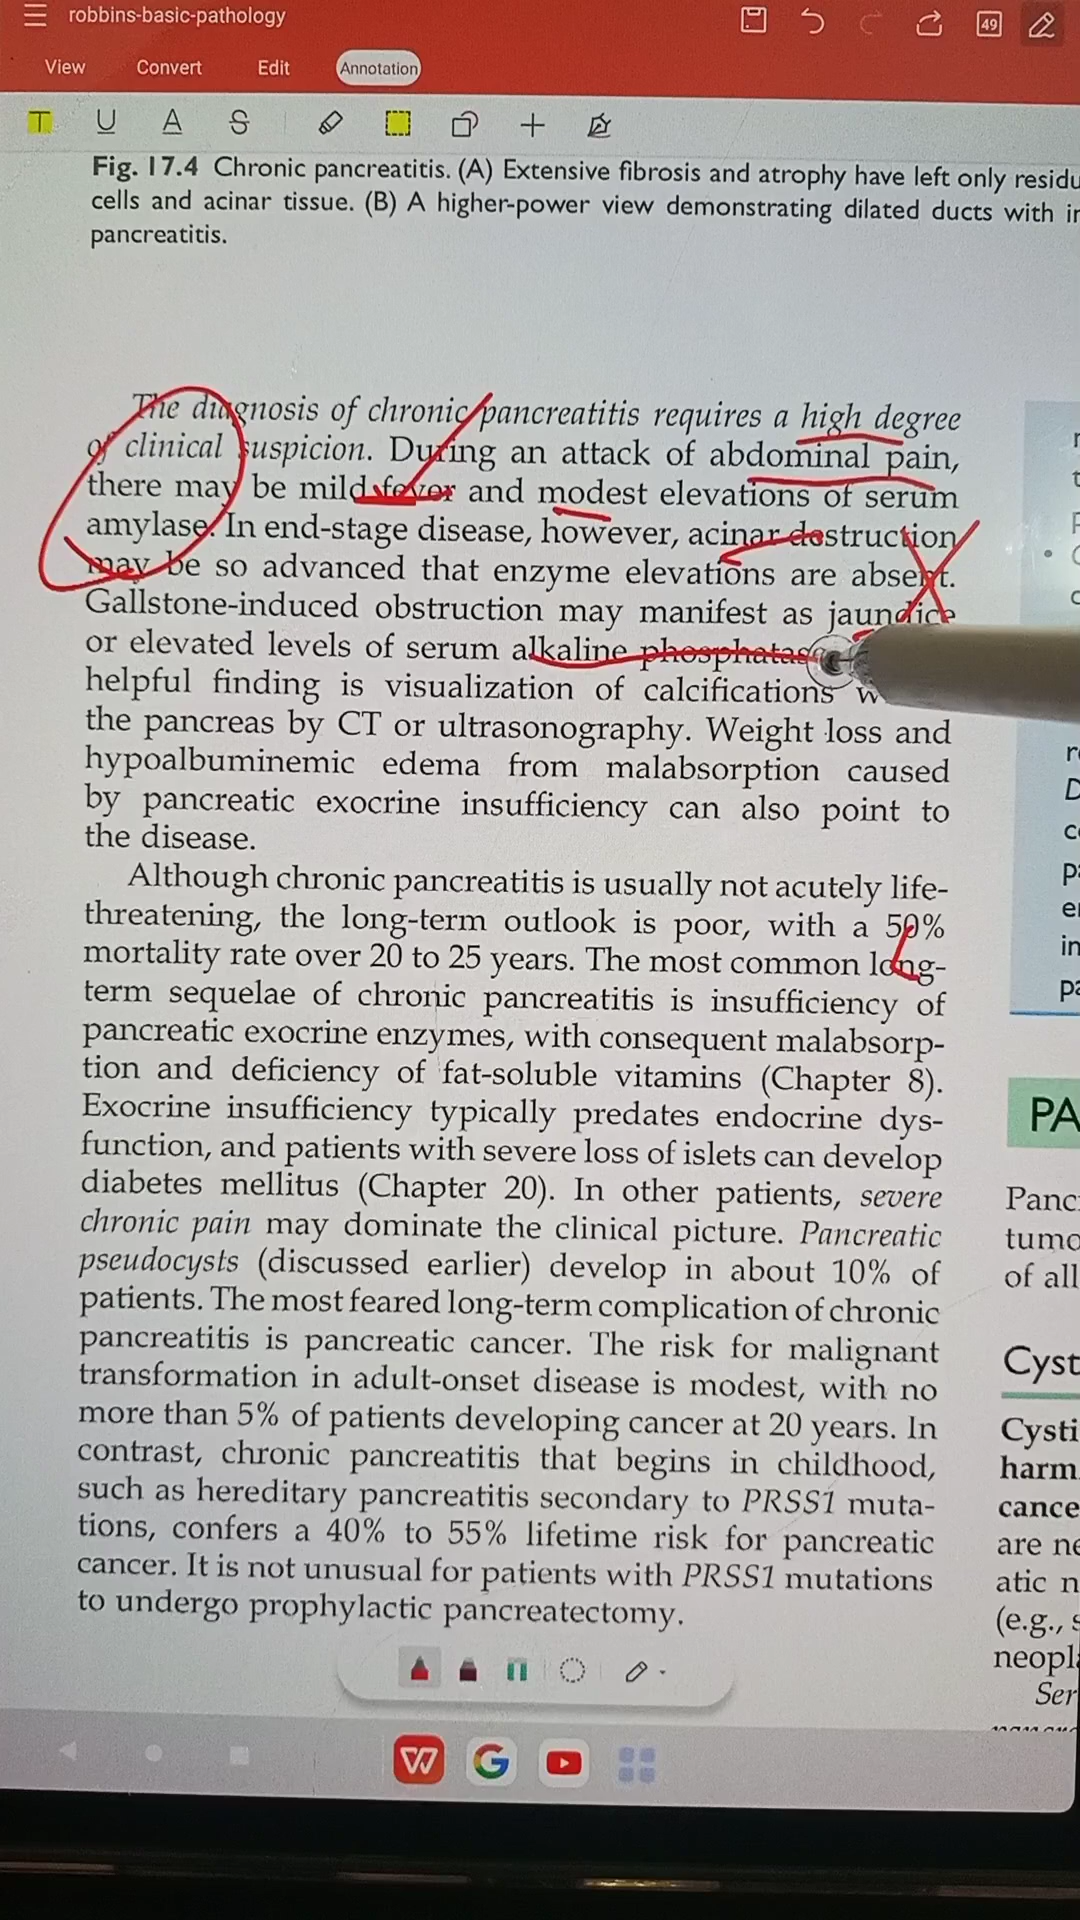 robbins-basic-pathology
49
View Convert Edit Annotation
T U A S
Fig. 17.4 Chronic pancreatitis. (A) Extensive fibrosis and atrophy have left only residu
cells and acinar tissue. (B) A higher-power view demonstrating dilated ducts with in
pancreatitis.
The diagnosis of chronic pancreatitis requires a high degree
of clinical suspicion. During an attack of abdominal pain,
there may be mild fever and modest elevations of serum
amylase. In end-stage disease, however, acinar destruction
may be so advanced that enzyme elevations are absent.
Gallstone-induced obstruction may manifest as jaundice
or elevated levels of serum alkaline phosphatase
helpful finding is visualization of calcifications w
the pancreas by CT or ultrasonography. Weight loss and
hypoalbuminemic edema from malabsorption caused
by pancreatic exocrine insufficiency can also point to
the disease.
Although chronic pancreatitis is usually not acutely life-
threatening, the long-term outlook is poor, with a 50%
mortality rate over 20 to 25 years. The most common long-
term sequelae of chronic pancreatitis is insufficiency of
pancreatic exocrine enzymes, with consequent malabsorp-
tion and deficiency of fat-soluble vitamins (Chapter 8).
Exocrine insufficiency typically predates endocrine dys-
function, and patients with severe loss of islets can develop
diabetes mellitus (Chapter 20). In other patients, severe
chronic pain may dominate the clinical picture. Pancreatic
pseudocysts (discussed earlier) develop in about 10% of
patients. The most feared long-term complication of chronic
pancreatitis is pancreatic cancer. The risk for malignant
transformation in adult-onset disease is modest, with no
more than 5% of patients developing cancer at 20 years. In
contrast, chronic pancreatitis that begins in childhood,
such as hereditary pancreatitis secondary to PRSS1 muta-
tions, confers a 40% to 55% lifetime risk for pancreatic
cancer. It is not unusual for patients with PRSS1 mutations
to undergo prophylactic pancreatectomy.
PA
Panc
tumo
of all
Cyst
Cysti
harm
cance
are ne
atic n
(e.g., s
neopla
Ser